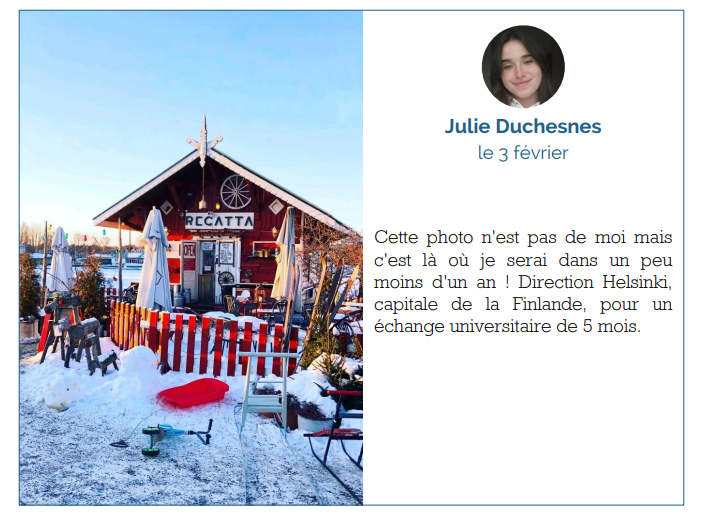 REGATTA
Julie Duchesnes
le 3 février
Cette photo n'est pas de moi mais
c'est là où je serai dans un peu
moins d'un an ! Direction Helsinki,
capitale de la Finlande, pour un
échange universitaire de 5 mois.